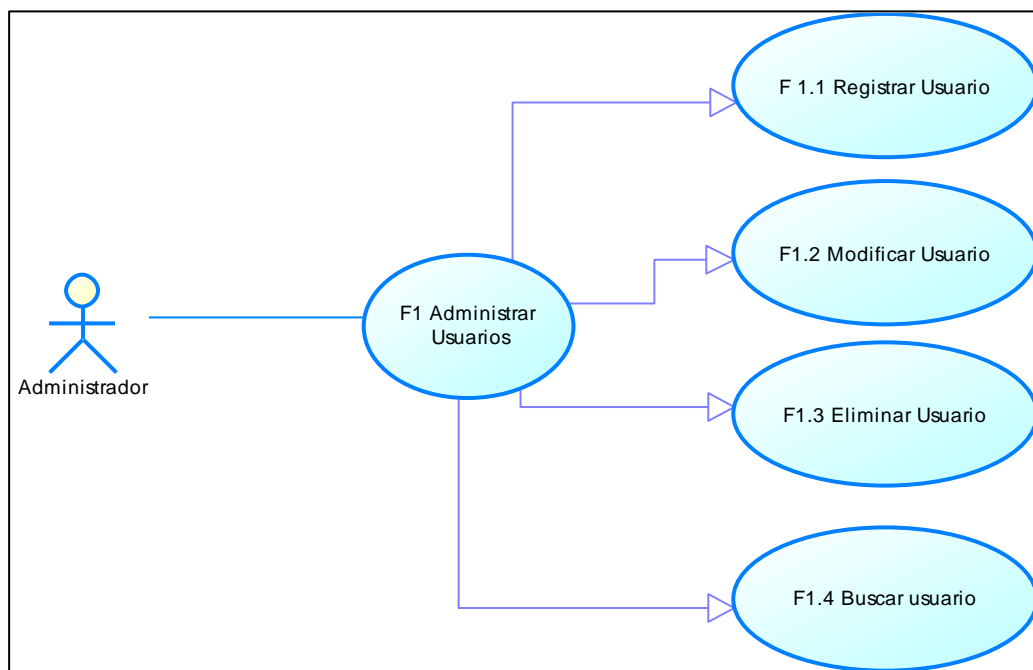 F 1.1 Registrar Usuario
F1.2 Modificar Usuario
F1 Administrar
Usuarios
Administrador
F1.3 Eliminar Usuario
F1.4 Buscar usuario